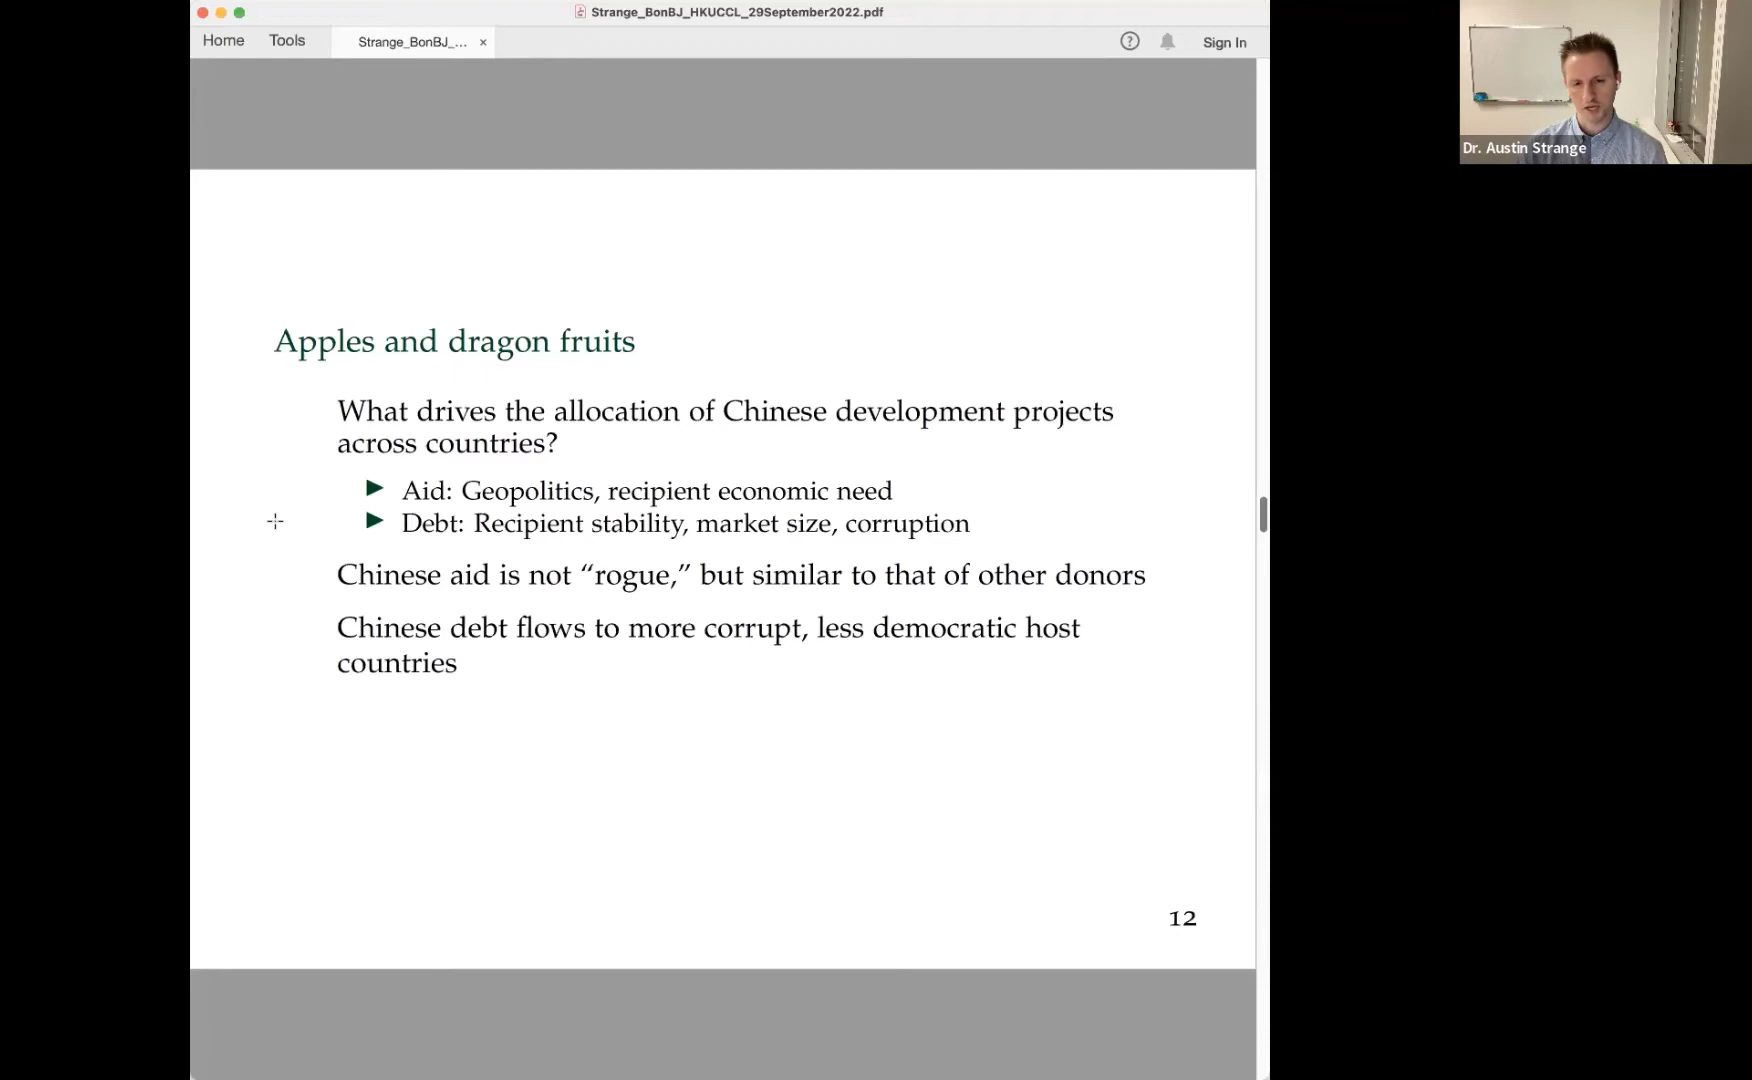 Strange_BonBJ_HKUCCL_29September2022.pdf
Home Tools Strange_BonBJ_... × ? Sign In
Dr. Austin Strange
Apples and dragon fruits
What drives the allocation of Chinese development projects
across countries?
▶ Aid: Geopolitics, recipient economic need
▶ Debt: Recipient stability, market size, corruption
Chinese aid is not “rogue,” but similar to that of other donors
Chinese debt flows to more corrupt, less democratic host
countries
12